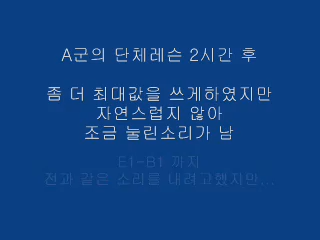 A군의 단체레슨 2시간 후
좀 더 최대값을 쓰게하였지만
자연스럽지 않아
조금 눌린소리가 남
E1-B1 까지
전과 같은 소리를 내려고했지만...